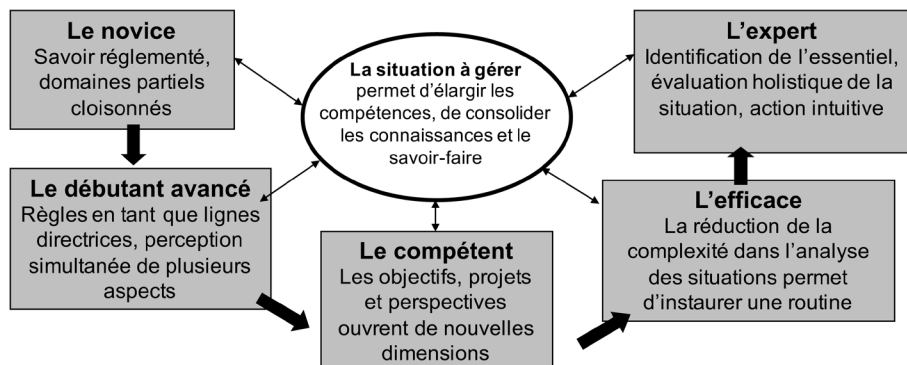 Le novice
Savoir réglementé,
domaines partiels
cloisonnés
La situation à gérer
permet d'élargir les
compétences, de consolider
les connaissances et le
savoir-faire
L'expert
Identification de l'essentiel,
évaluation holistique de la
situation, action intuitive
Le débutant avancé
Règles en tant que lignes
directrices, perception
simultanée de plusieurs
aspects
Le compétent
Les objectifs, projets
et perspectives
ouvrent de nouvelles
dimensions
L'efficace
La réduction de la
complexité dans l'analyse
des situations permet
d'instaurer une routine